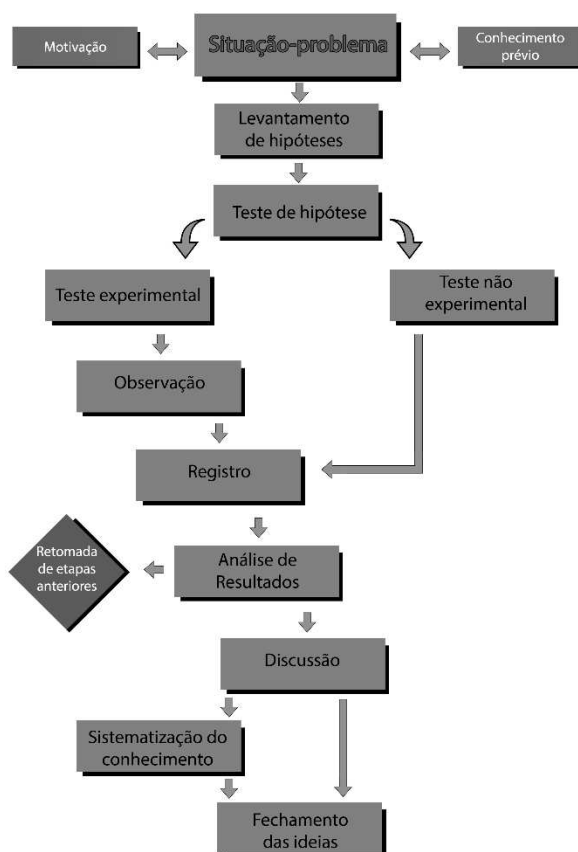 Motivação
Situação-problema
Conhecimento
prévio
Levantamento
de hipóteses
Teste de hipótese
Teste experimental
Teste não
experimental
Observação
Registro
Retomada
de etapas
anteriores
Análise de
Resultados
Discussão
Sistematização do
conhecimento
Fechamento
das ideias